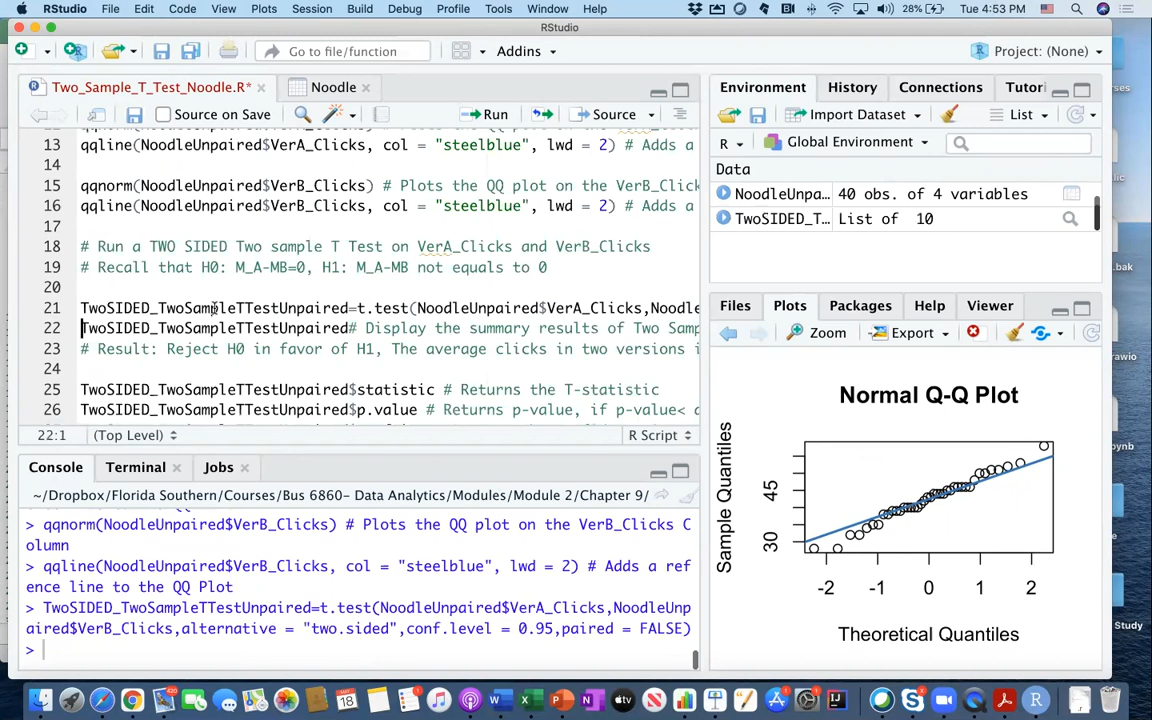 RStudio File Edit Code View Plots Session Build Debug Profile Tools Window Help 28% Tue 4:53 PM
RStudio
Go to file/function Addins Project: (None)
Two_Sample_T_Test_Noodle.R* Noodle
Source on Save Run Source
13 qqline(NoodleUnpaired$VerA_Clicks, col = "steelblue", lwd = 2) # Adds a
14
15 qqnorm(NoodleUnpaired$VerB_Clicks) # Plots the QQ plot on the VerB_Click
16 qqline(NoodleUnpaired$VerB_Clicks, col = "steelblue", lwd = 2) # Adds a
17
18 # Run a TWO SIDED Two sample T Test on VerA_Clicks and VerB_Clicks
19 # Recall that H0: M_A-MB=0, H1: M_A-MB not equals to 0
20
21 TwoSIDED_TwoSampleTTestUnpaired=t.test(NoodleUnpaired$VerA_Clicks,Noodle
22 TwoSIDED_TwoSampleTTestUnpaired# Display the summary results of Two Sam
23 # Result: Reject H0 in favor of H1, The average clicks in two versions i
24
25 TwoSIDED_TwoSampleTTestUnpaired$statistic # Returns the T-statistic
26 TwoSIDED_TwoSampleTTestUnpaired$p.value # Returns p-value, if p-value< a
22:1 (Top Level) R Script
Console Terminal Jobs
~/Dropbox/Florida Southern/Courses/Bus 6860- Data Analytics/Modules/Module 2/Chapter 9/
> qqnorm(NoodleUnpaired$VerB_Clicks) # Plots the QQ plot on the VerB_Clicks C
olumn
> qqline(NoodleUnpaired$VerB_Clicks, col = "steelblue", lwd = 2) # Adds a ref
erence line to the QQ Plot
> TwoSIDED_TwoSampleTTestUnpaired=t.test(NoodleUnpaired$VerA_Clicks,NoodleUnp
aired$VerB_Clicks,alternative = "two.sided",conf.level = 0.95,paired = FALSE)
>
Environment History Connections Tutori
Import Dataset List
R Global Environment
Data
NoodleUnpa... 40 obs. of 4 variables
TwoSIDED_T... List of 10
Files Plots Packages Help Viewer
Zoom Export
Normal Q-Q Plot
Sample Quantiles
45
30
-2 -1 0 1 2
Theoretical Quantiles
.bak
Study